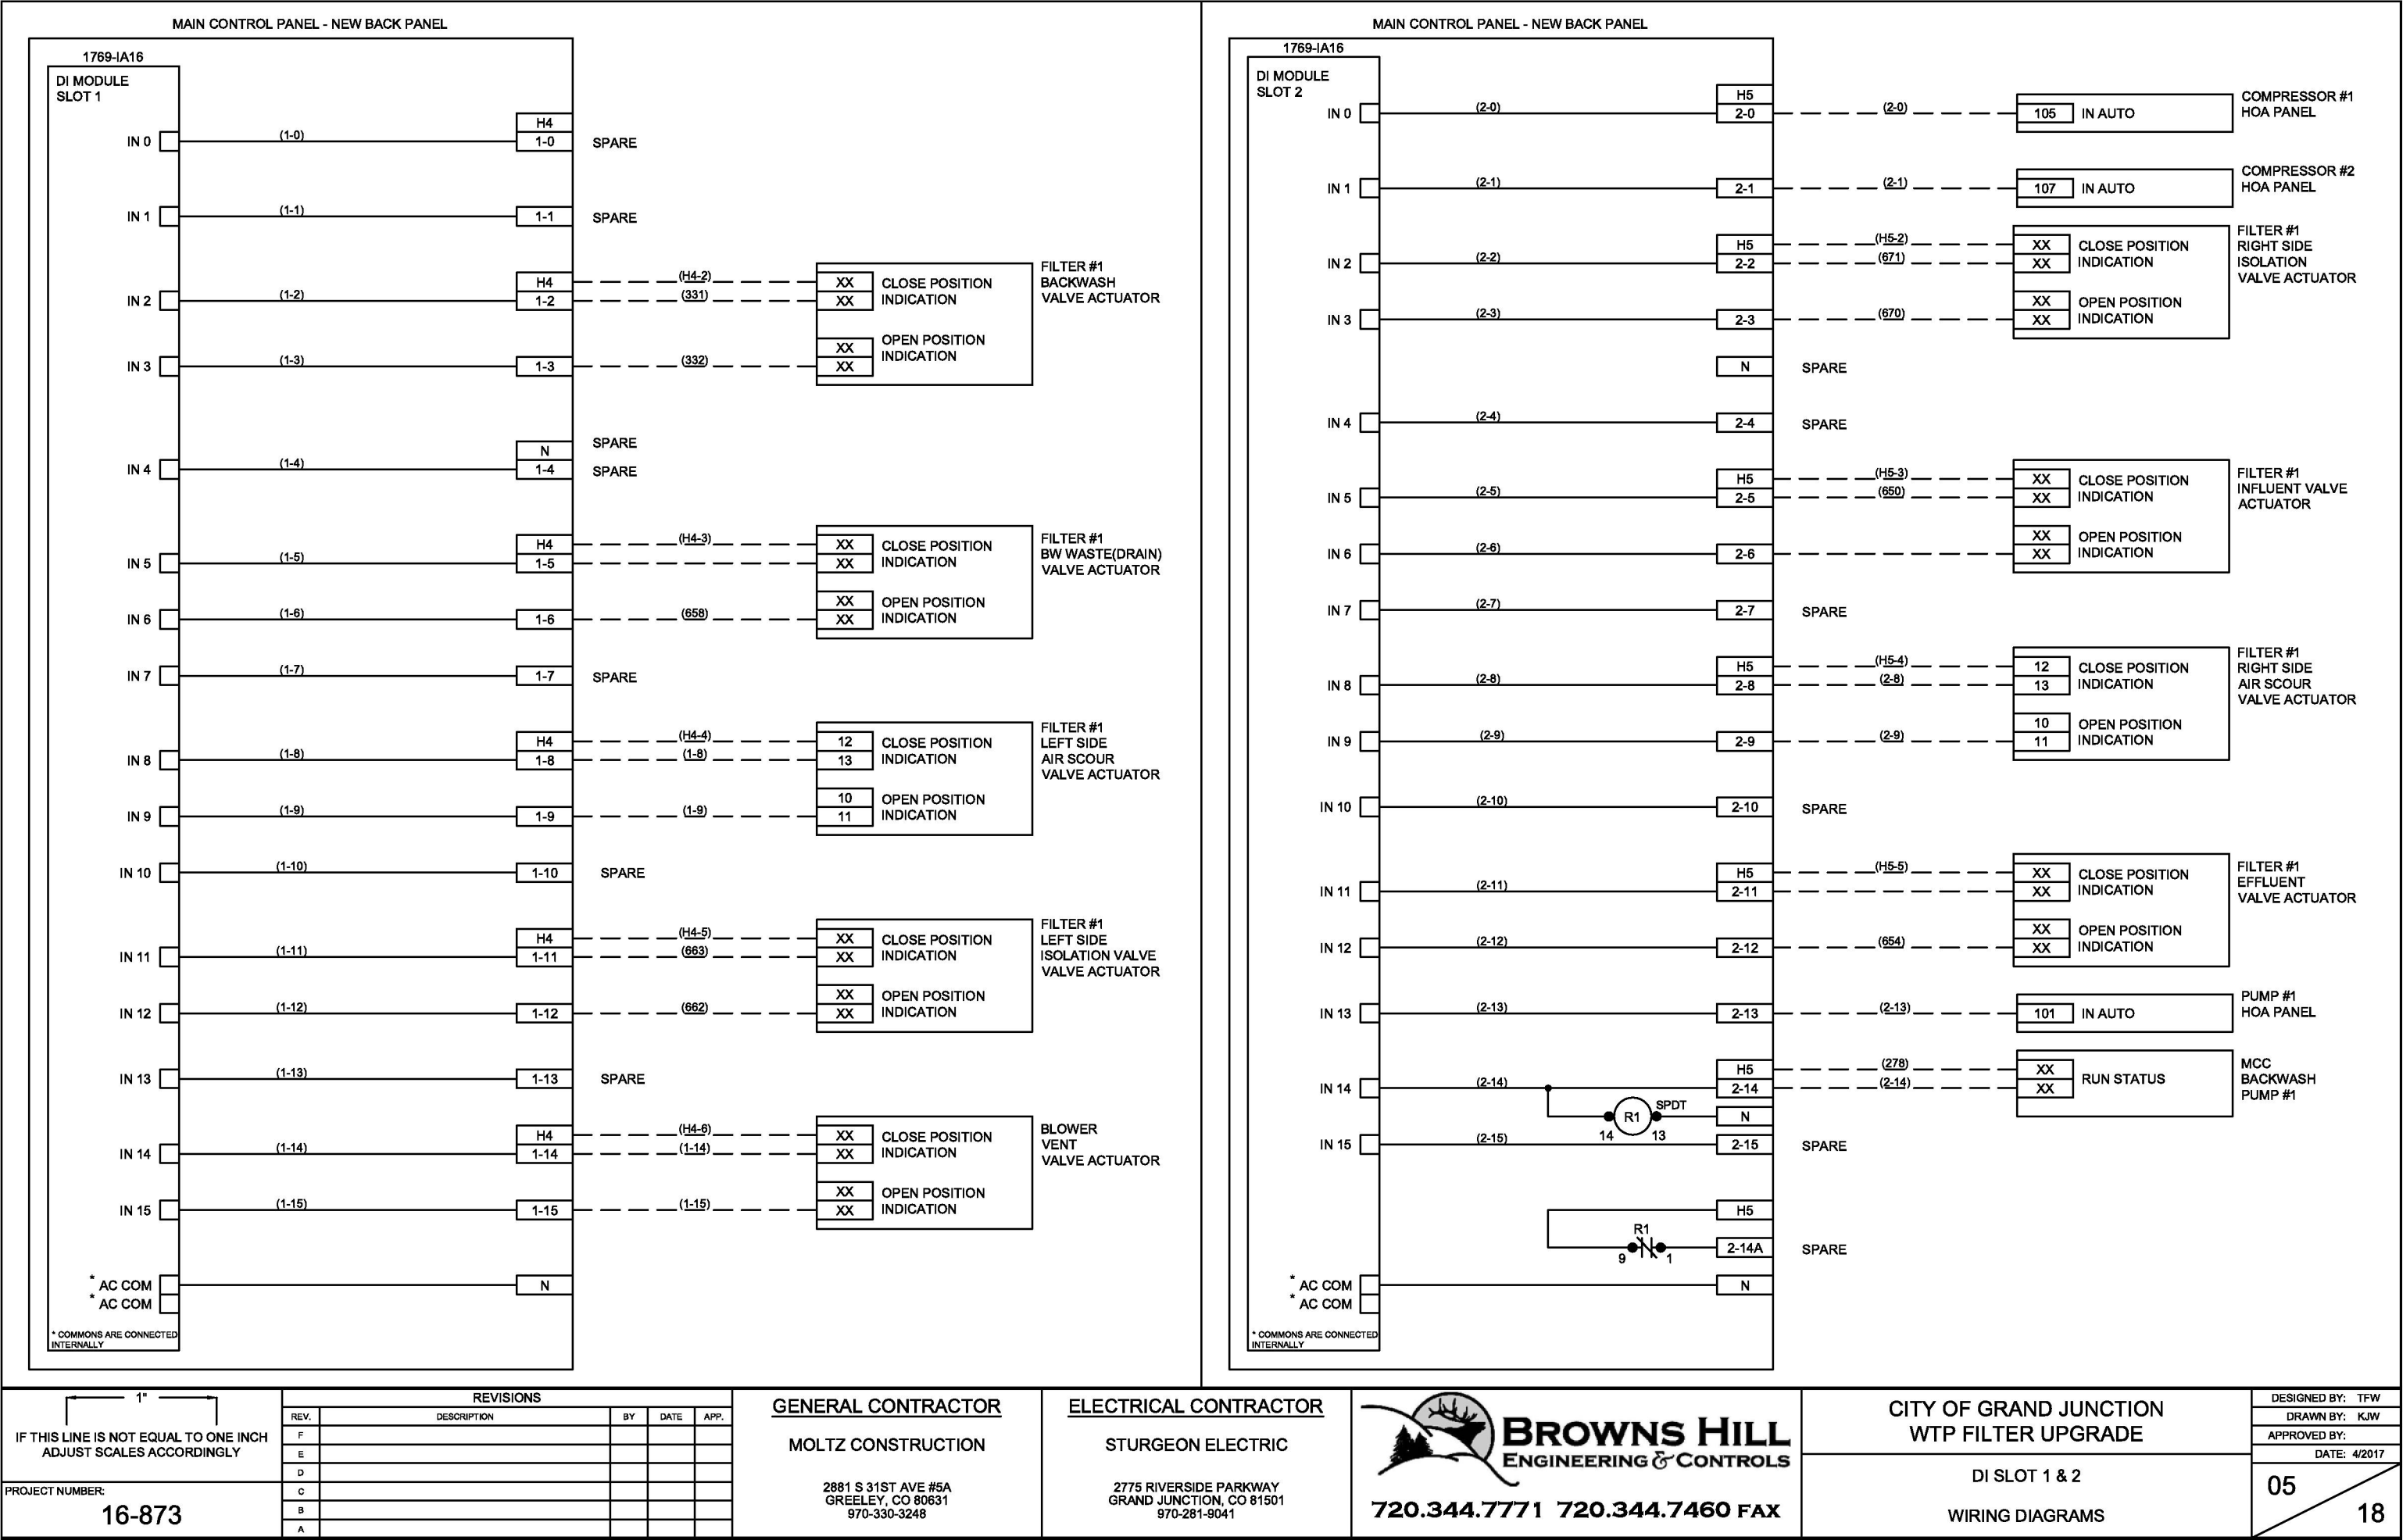 MAIN CONTROL PANEL - NEW BACK PANEL
1769-IA16
DI MODULE
SLOT 1
IN 0
(1-0)
H4
1-0
SPARE
IN 1
(1-1)
1-1
SPARE
IN 2
(1-2)
H4
1-2
(H4-2)
(331)
XX
XX
CLOSE POSITION
INDICATION
FILTER #1
BACKWASH
VALVE ACTUATOR
IN 3
(1-3)
1-3
(332)
XX
XX
OPEN POSITION
INDICATION
IN 4
(1-4)
N
1-4
SPARE
SPARE
IN 5
(1-5)
H4
1-5
(H4-3)
XX
XX
CLOSE POSITION
INDICATION
FILTER #1
BW WASTE(DRAIN)
VALVE ACTUATOR
IN 6
(1-6)
1-6
(658)
XX
XX
OPEN POSITION
INDICATION
IN 7
(1-7)
1-7
SPARE
IN 8
(1-8)
H4
1-8
(H4-4)
(1-8)
12
13
CLOSE POSITION
INDICATION
FILTER #1
LEFT SIDE
AIR SCOUR
VALVE ACTUATOR
IN 9
(1-9)
1-9
(1-9)
10
11
OPEN POSITION
INDICATION
IN 10
(1-10)
1-10
SPARE
IN 11
(1-11)
H4
1-11
(H4-5)
(663)
XX
XX
CLOSE POSITION
INDICATION
FILTER #1
LEFT SIDE
ISOLATION VALVE
VALVE ACTUATOR
IN 12
(1-12)
1-12
(662)
XX
XX
OPEN POSITION
INDICATION
IN 13
(1-13)
1-13
SPARE
IN 14
(1-14)
H4
1-14
(H4-6)
(1-14)
XX
XX
CLOSE POSITION
INDICATION
BLOWER
VENT
VALVE ACTUATOR
IN 15
(1-15)
1-15
(1-15)
XX
XX
OPEN POSITION
INDICATION
* AC COM
* AC COM
N
* COMMONS ARE CONNECTED
INTERNALLY
MAIN CONTROL PANEL - NEW BACK PANEL
1769-IA16
DI MODULE
SLOT 2
IN 0
(2-0)
H5
2-0
(2-0)
105
IN AUTO
COMPRESSOR #1
HOA PANEL
IN 1
(2-1)
2-1
(2-1)
107
IN AUTO
COMPRESSOR #2
HOA PANEL
IN 2
(2-2)
H5
2-2
(H5-2)
(671)
XX
XX
CLOSE POSITION
INDICATION
FILTER #1
RIGHT SIDE
ISOLATION
VALVE ACTUATOR
IN 3
(2-3)
2-3
(670)
XX
XX
OPEN POSITION
INDICATION
N
SPARE
IN 4
(2-4)
2-4
SPARE
IN 5
(2-5)
H5
2-5
(H5-3)
(650)
XX
XX
CLOSE POSITION
INDICATION
FILTER #1
INFLUENT VALVE
ACTUATOR
IN 6
(2-6)
2-6
XX
XX
OPEN POSITION
INDICATION
IN 7
(2-7)
2-7
SPARE
IN 8
(2-8)
H5
2-8
(H5-4)
(2-8)
12
13
CLOSE POSITION
INDICATION
FILTER #1
RIGHT SIDE
AIR SCOUR
VALVE ACTUATOR
IN 9
(2-9)
2-9
(2-9)
10
11
OPEN POSITION
INDICATION
IN 10
(2-10)
2-10
SPARE
IN 11
(2-11)
H5
2-11
(H5-5)
XX
XX
CLOSE POSITION
INDICATION
FILTER #1
EFFLUENT
VALVE ACTUATOR
IN 12
(2-12)
2-12
(654)
XX
XX
OPEN POSITION
INDICATION
IN 13
(2-13)
2-13
(2-13)
101
IN AUTO
PUMP #1
HOA PANEL
IN 14
(2-14)
H5
2-14
(278)
(2-14)
XX
XX
RUN STATUS
MCC
BACKWASH
PUMP #1
R1
SPDT
14
13
N
IN 15
(2-15)
2-15
SPARE
H5
R1
9
1
2-14A
SPARE
* AC COM
* AC COM
N
* COMMONS ARE CONNECTED
INTERNALLY
1"
IF THIS LINE IS NOT EQUAL TO ONE INCH
ADJUST SCALES ACCORDINGLY
PROJECT NUMBER:
16-873
REVISIONS
REV. DESCRIPTION BY DATE APP.
F
E
D
C
B
A
GENERAL CONTRACTOR
MOLTZ CONSTRUCTION
2881 S 31ST AVE #5A
GREELEY, CO 80631
970-330-3248
ELECTRICAL CONTRACTOR
STURGEON ELECTRIC
2775 RIVERSIDE PARKWAY
GRAND JUNCTION, CO 81501
970-281-9041
BROWNS HILL
ENGINEERING & CONTROLS
720.344.7771 720.344.7460 FAX
CITY OF GRAND JUNCTION
WTP FILTER UPGRADE
DI SLOT 1 & 2
WIRING DIAGRAMS
DESIGNED BY: TFW
DRAWN BY: KJW
APPROVED BY:
DATE: 4/2017
05
18